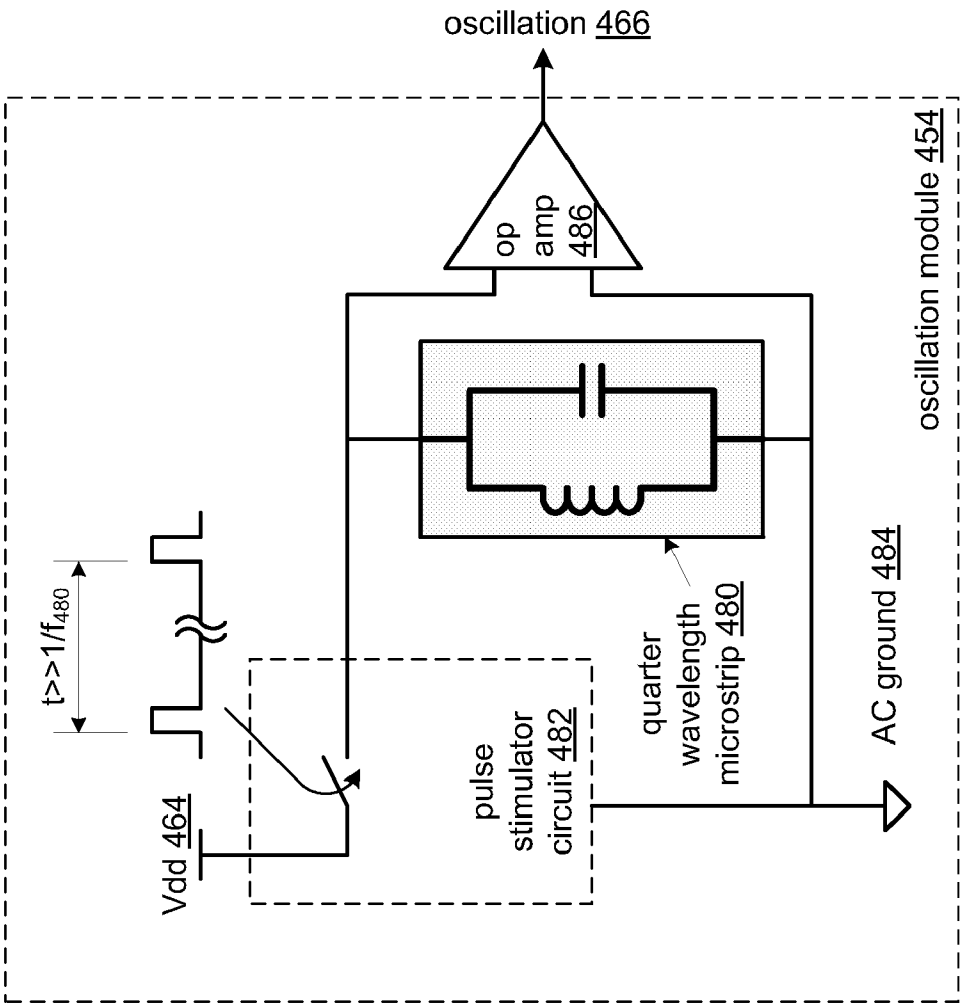 oscillation 466
t>>1/f480
Vdd 464
op
amp
486
pulse
stimulator
circuit 482
quarter
wavelength
microstrip 480
AC ground 484
oscillation module 454